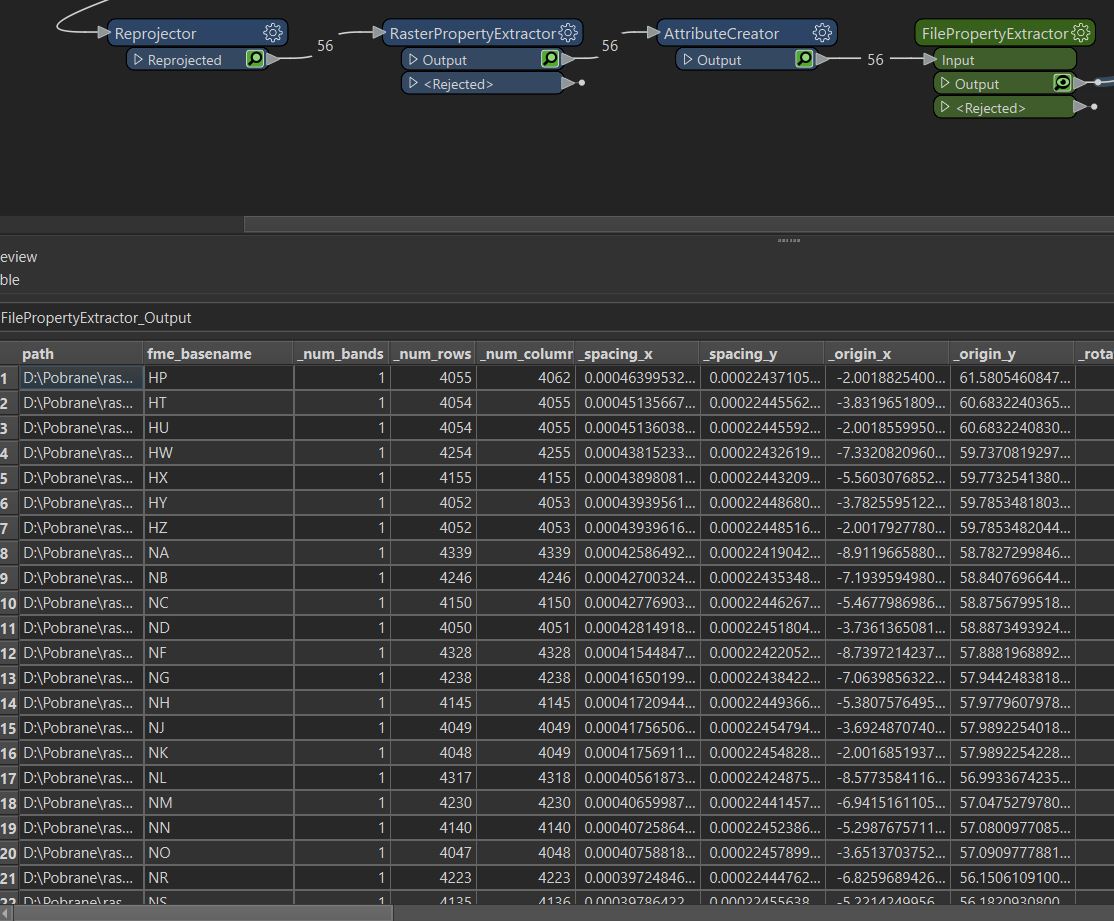 Reprojector
Reprojected
56
RasterPropertyExtractor
Output
<Rejected>
56
AttributeCreator
Output
56
FilePropertyExtractor
Input
Output
<Rejected>
eview
ble
FilePropertyExtractor_Output
path fme_basename _num_bands _num_rows _num_column _spacing_x _spacing_y _origin_x _origin_y _rota
1 D:\Pobrane\ras... HP 1 4055 4062 0.00046399532... 0.00022437105... -2.0018825400... 61.5805460847...
2 D:\Pobrane\ras... HT 1 4054 4055 0.00045135667... 0.00022445562... -3.8319651809... 60.6832240365...
3 D:\Pobrane\ras... HU 1 4054 4055 0.00045136038... 0.00022445592... -2.0018559950... 60.6832240830...
4 D:\Pobrane\ras... HW 1 4254 4255 0.00043815233... 0.00022432619... -7.3320820960... 59.7370819297...
5 D:\Pobrane\ras... HX 1 4155 4155 0.00043898081... 0.00022443209... -5.5603076852... 59.7732541380...
6 D:\Pobrane\ras... HY 1 4052 4053 0.00043939561... 0.00022448680... -3.7825595122... 59.7853481803...
7 D:\Pobrane\ras... HZ 1 4052 4053 0.00043939616... 0.00022448516... -2.0017927780... 59.7853482044...
8 D:\Pobrane\ras... NA 1 4339 4339 0.00042586492... 0.00022419042... -8.9119665880... 58.7827299846...
9 D:\Pobrane\ras... NB 1 4246 4246 0.00042700324... 0.00022435348... -7.1939594980... 58.8407696644...
10 D:\Pobrane\ras... NC 1 4150 4150 0.00042776903... 0.00022446267... -5.4677986986... 58.8756799518...
11 D:\Pobrane\ras... ND 1 4050 4051 0.00042814918... 0.00022451804... -3.7361365081... 58.8873493924...
12 D:\Pobrane\ras... NF 1 4328 4328 0.00041544847... 0.00022422052... -8.7397214237... 57.8881968892...
13 D:\Pobrane\ras... NG 1 4238 4238 0.00041650199... 0.00022438422... -7.0639856322... 57.9442483818...
14 D:\Pobrane\ras... NH 1 4145 4145 0.00041720944... 0.00022449366... -5.3807576495... 57.9779607978...
15 D:\Pobrane\ras... NJ 1 4049 4049 0.00041756506... 0.00022454794... -3.6924870740... 57.9892254018...
16 D:\Pobrane\ras... NK 1 4048 4049 0.00041756911... 0.00022454828... -2.0016851937... 57.9892254228...
17 D:\Pobrane\ras... NL 1 4317 4318 0.00040561873... 0.00022424875... -8.5773584116... 56.9933674235...
18 D:\Pobrane\ras... NM 1 4230 4230 0.00040659987... 0.00022441457... -6.9415161105... 57.0475279780...
19 D:\Pobrane\ras... NN 1 4140 4140 0.00040725864... 0.00022452386... -5.2987675711... 57.0800977085...
20 D:\Pobrane\ras... NO 1 4047 4048 0.00040758818... 0.00022457899... -3.6513703752... 57.0909777881...
21 D:\Pobrane\ras... NR 1 4223 4223 0.00039724846... 0.00022444762... -6.8259689426... 56.1506109100...
22 D:\Pobrane\ras... NS 1 4135 4136 0.00039786422... 0.00022455638... -5.2214249956... 56.1820930800...